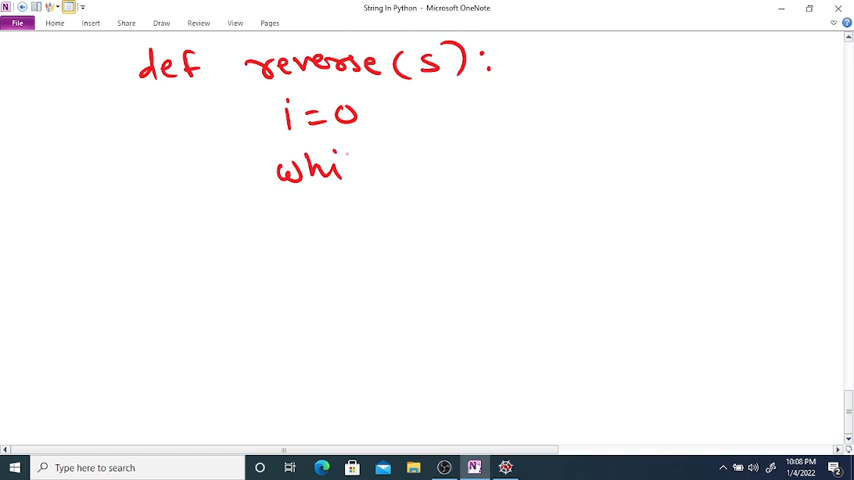 String In Python - Microsoft OneNote
File Home Insert Share Draw Review View Pages
def reverse(s):
i=0
whi
Type here to search
10:08 PM
1/4/2022
2